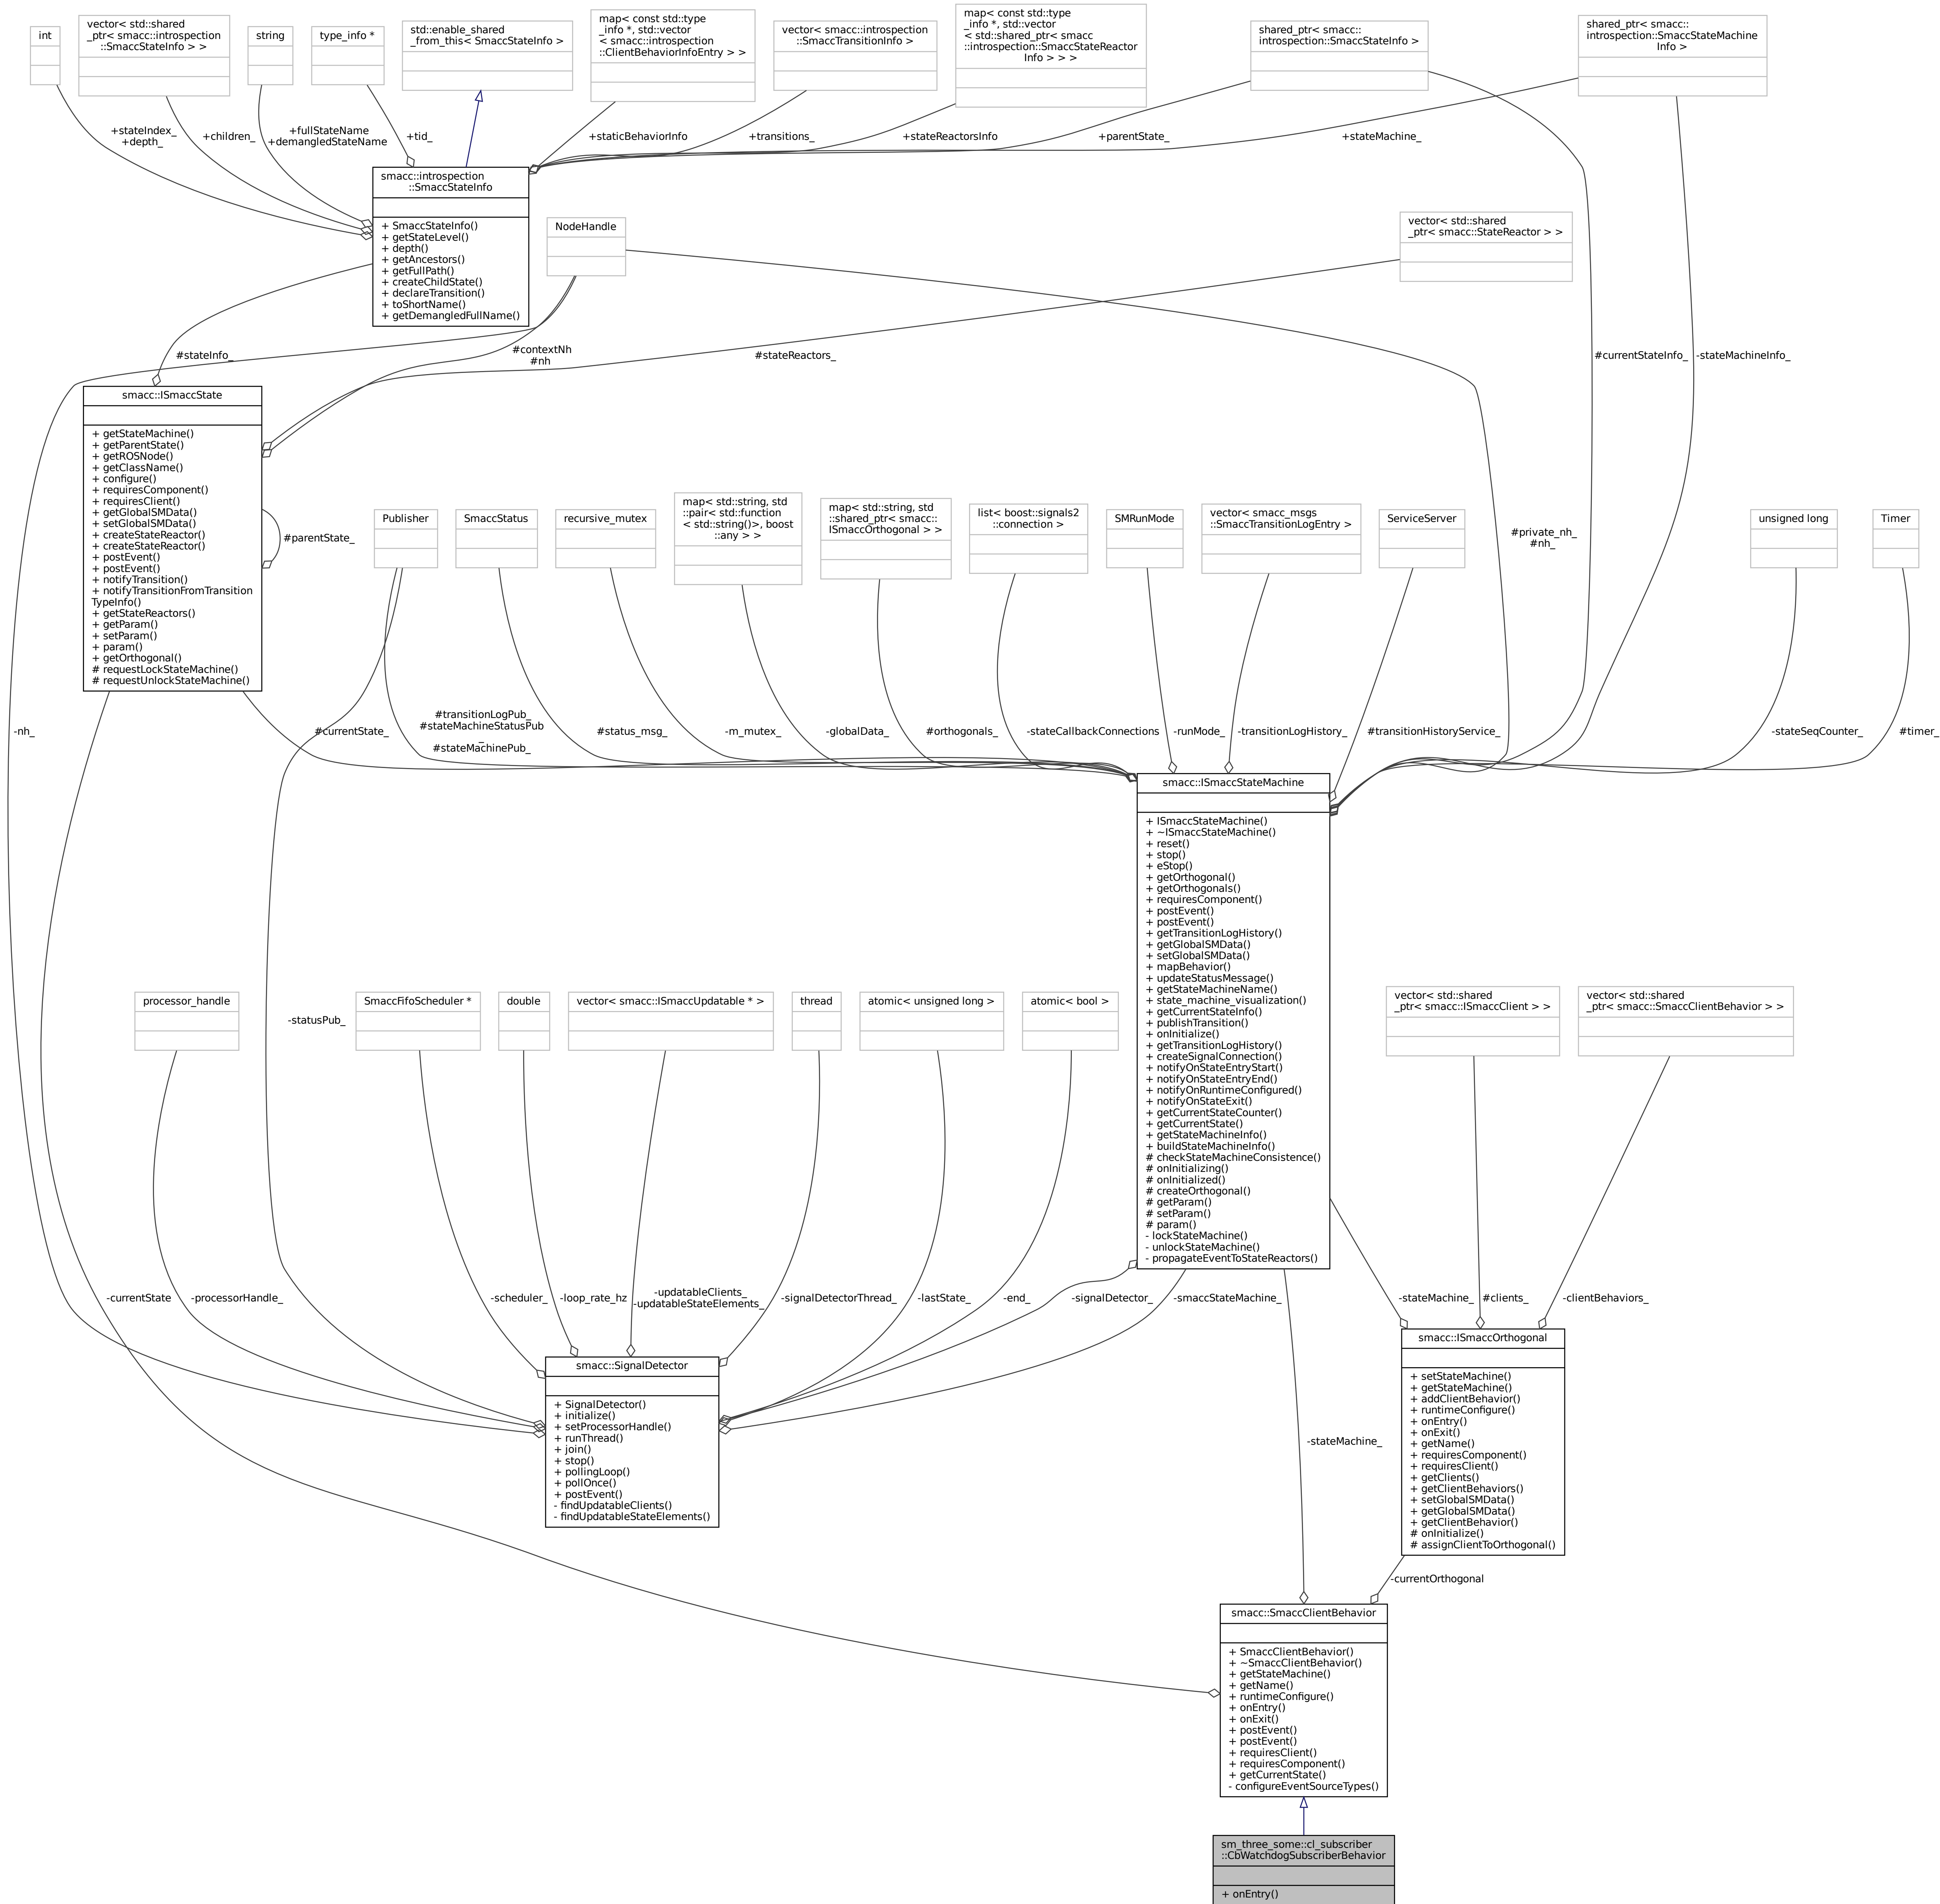 int
vector< std::shared
_ptr< smacc::introspection
::SmaccStateInfo > >
string
type_info *
std::enable_shared
_from_this< SmaccStateInfo >
map< const std::type
_info *, std::vector
< smacc::introspection
::ClientBehaviorInfoEntry > >
vector< smacc::introspection
::SmaccTransitionInfo >
map< const std::type
_info *, std::vector
< std::shared_ptr< smacc
::introspection::SmaccStateReactor
Info > > >
shared_ptr< smacc::
introspection::SmaccStateInfo >
shared_ptr< smacc::
introspection::SmaccStateMachine
Info >
+stateIndex_
+depth_
+children_
+fullStateName
+demangledStateName
+tid_
+staticBehaviorInfo
+transitions_
+stateReactorsInfo
+parentState_
+stateMachine_
smacc::introspection
::SmaccStateInfo
+ SmaccStateInfo()
+ getStateLevel()
+ depth()
+ getAncestors()
+ getFullPath()
+ createChildState()
+ declareTransition()
+ toShortName()
+ getDemangledFullName()
NodeHandle
vector< std::shared
_ptr< smacc::StateReactor > >
#stateInfo_
#contextNh
#nh
#stateReactors_
#currentStateInfo_
-stateMachineInfo_
smacc::ISmaccState
+ getStateMachine()
+ getParentState()
+ getROSNode()
+ getClassName()
+ configure()
+ requiresComponent()
+ requiresClient()
+ getGlobalSMData()
+ setGlobalSMData()
+ createStateReactor()
+ createStateReactor()
+ postEvent()
+ postEvent()
+ notifyTransition()
+ notifyTransitionFromTransition
TypeInfo()
+ getStateReactors()
+ getParam()
+ setParam()
+ param()
+ getOrthogonal()
# requestLockStateMachine()
# requestUnlockStateMachine()
#parentState_
Publisher
SmaccStatus
recursive_mutex
map< std::string, std
::pair< std::function
< std::string()>, boost
::any > >
map< std::string, std
::shared_ptr< smacc::
ISmaccOrthogonal > >
list< boost::signals2
::connection >
SMRunMode
vector< smacc_msgs
::SmaccTransitionLogEntry >
ServiceServer
#private_nh_
#nh_
unsigned long
Timer
-nh_
#currentState_
#transitionLogPub_
#stateMachineStatusPub
_
#stateMachinePub_
#status_msg_
-m_mutex_
-globalData_
#orthogonals_
-stateCallbackConnections
-runMode_
-transitionLogHistory_
#transitionHistoryService_
-stateSeqCounter_
#timer_
smacc::ISmaccStateMachine
+ ISmaccStateMachine()
+ ~ISmaccStateMachine()
+ reset()
+ stop()
+ eStop()
+ getOrthogonal()
+ getOrthogonals()
+ requiresComponent()
+ postEvent()
+ postEvent()
+ getTransitionLogHistory()
+ getGlobalSMData()
+ setGlobalSMData()
+ mapBehavior()
+ updateStatusMessage()
+ getStateMachineName()
+ state_machine_visualization()
+ getCurrentStateInfo()
+ publishTransition()
+ onInitialize()
+ getTransitionLogHistory()
+ createSignalConnection()
+ notifyOnStateEntryStart()
+ notifyOnStateEntryEnd()
+ notifyOnRuntimeConfigured()
+ notifyOnStateExit()
+ getCurrentStateCounter()
+ getCurrentState()
+ getStateMachineInfo()
+ buildStateMachineInfo()
# checkStateMachineConsistence()
# onInitializing()
# onInitialized()
# createOrthogonal()
# getParam()
# setParam()
# param()
- lockStateMachine()
- unlockStateMachine()
- propagateEventToStateReactors()
processor_handle
-statusPub_
SmaccFifoScheduler *
double
vector< smacc::ISmaccUpdatable * >
thread
atomic< unsigned long >
atomic< bool >
vector< std::shared
_ptr< smacc::ISmaccClient > >
vector< std::shared
_ptr< smacc::SmaccClientBehavior > >
-currentState
-processorHandle_
-scheduler_
-loop_rate_hz
-updatableClients_
-updatableStateElements_
-signalDetectorThread_
-lastState_
-end_
-signalDetector_
-smaccStateMachine_
-stateMachine_
#clients_
-clientBehaviors_
smacc::SignalDetector
+ SignalDetector()
+ initialize()
+ setProcessorHandle()
+ runThread()
+ join()
+ stop()
+ pollingLoop()
+ pollOnce()
+ postEvent()
- findUpdatableClients()
- findUpdatableStateElements()
smacc::ISmaccOrthogonal
+ setStateMachine()
+ getStateMachine()
+ addClientBehavior()
+ runtimeConfigure()
+ onEntry()
+ onExit()
+ getName()
+ requiresComponent()
+ requiresClient()
+ getClients()
+ getClientBehaviors()
+ setGlobalSMData()
+ getGlobalSMData()
+ getClientBehavior()
# onInitialize()
# assignClientToOrthogonal()
-stateMachine_
-currentOrthogonal
smacc::SmaccClientBehavior
+ SmaccClientBehavior()
+ ~SmaccClientBehavior()
+ getStateMachine()
+ getName()
+ runtimeConfigure()
+ onEntry()
+ onExit()
+ postEvent()
+ postEvent()
+ requiresClient()
+ requiresComponent()
+ getCurrentState()
- configureEventSourceTypes()
sm_three_some::cl_subscriber
::CbWatchdogSubscriberBehavior
+ onEntry()